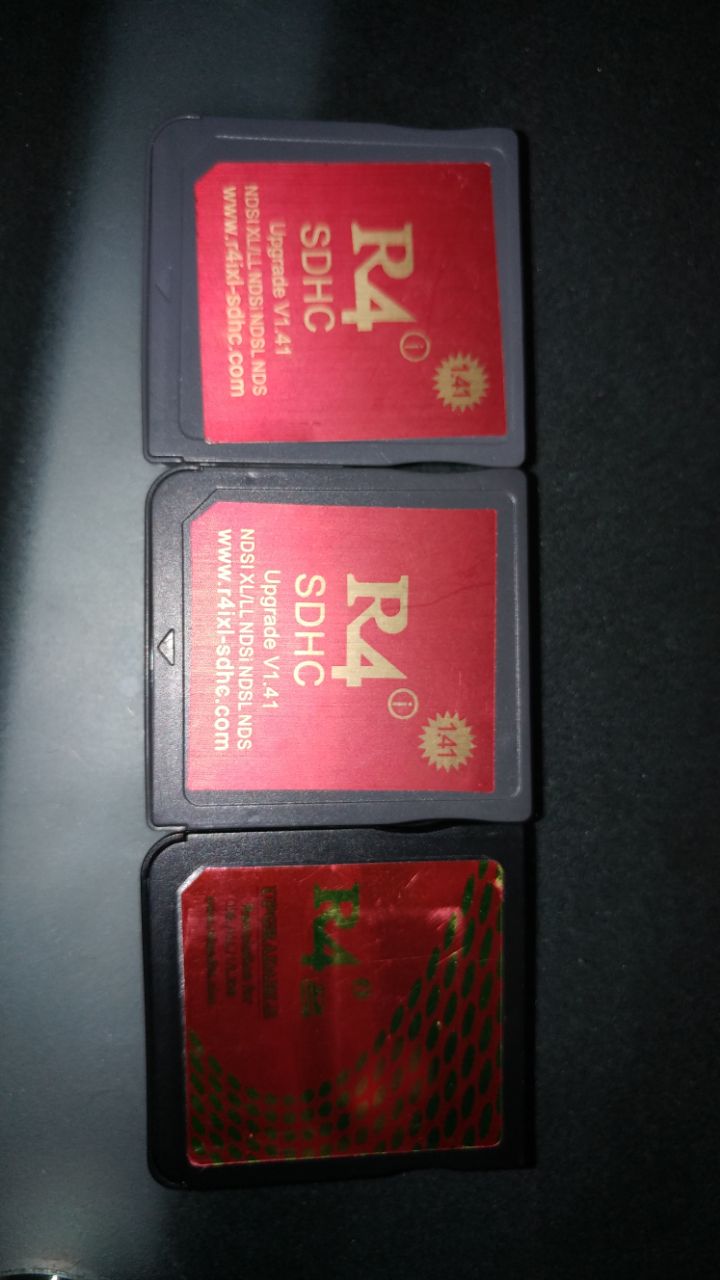 R4 i
SDHC
Upgrade V1.41
NDSI XL/LL NDSI NDSL NDS
www.r4ixl-sdhc.com
1.41
R4 i
SDHC
Upgrade V1.41
NDSI XL/LL NDSi NDSL NDS
www.r4ixl-sdhc.com
1.41
R4